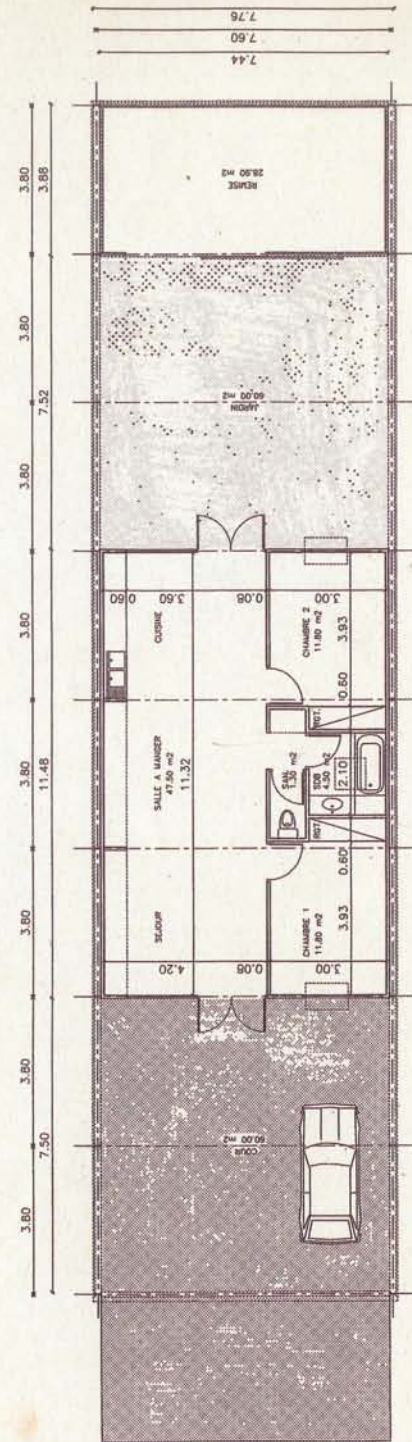 7.76
7.60
7.44
3.80
3.88
REMISE
28.90 m2
3.80
7.52
3.80
JARDIN
60.00 m2
3.80
11.48
3.80
3.80
0.60
3.60
0.08
3.00
CUISINE
CHAMBRE 2
11.80 m2
3.93
0.60
RGT.
SALLE A MANGER
47.50 m2
11.32
SANI.
1.30 m2
SDB
4.50 m2
2.10
RGT.
0.60
SEJOUR
CHAMBRE 1
11.80 m2
3.93
4.20
0.08
3.00
3.80
7.50
3.80
COUR
60.00 m2